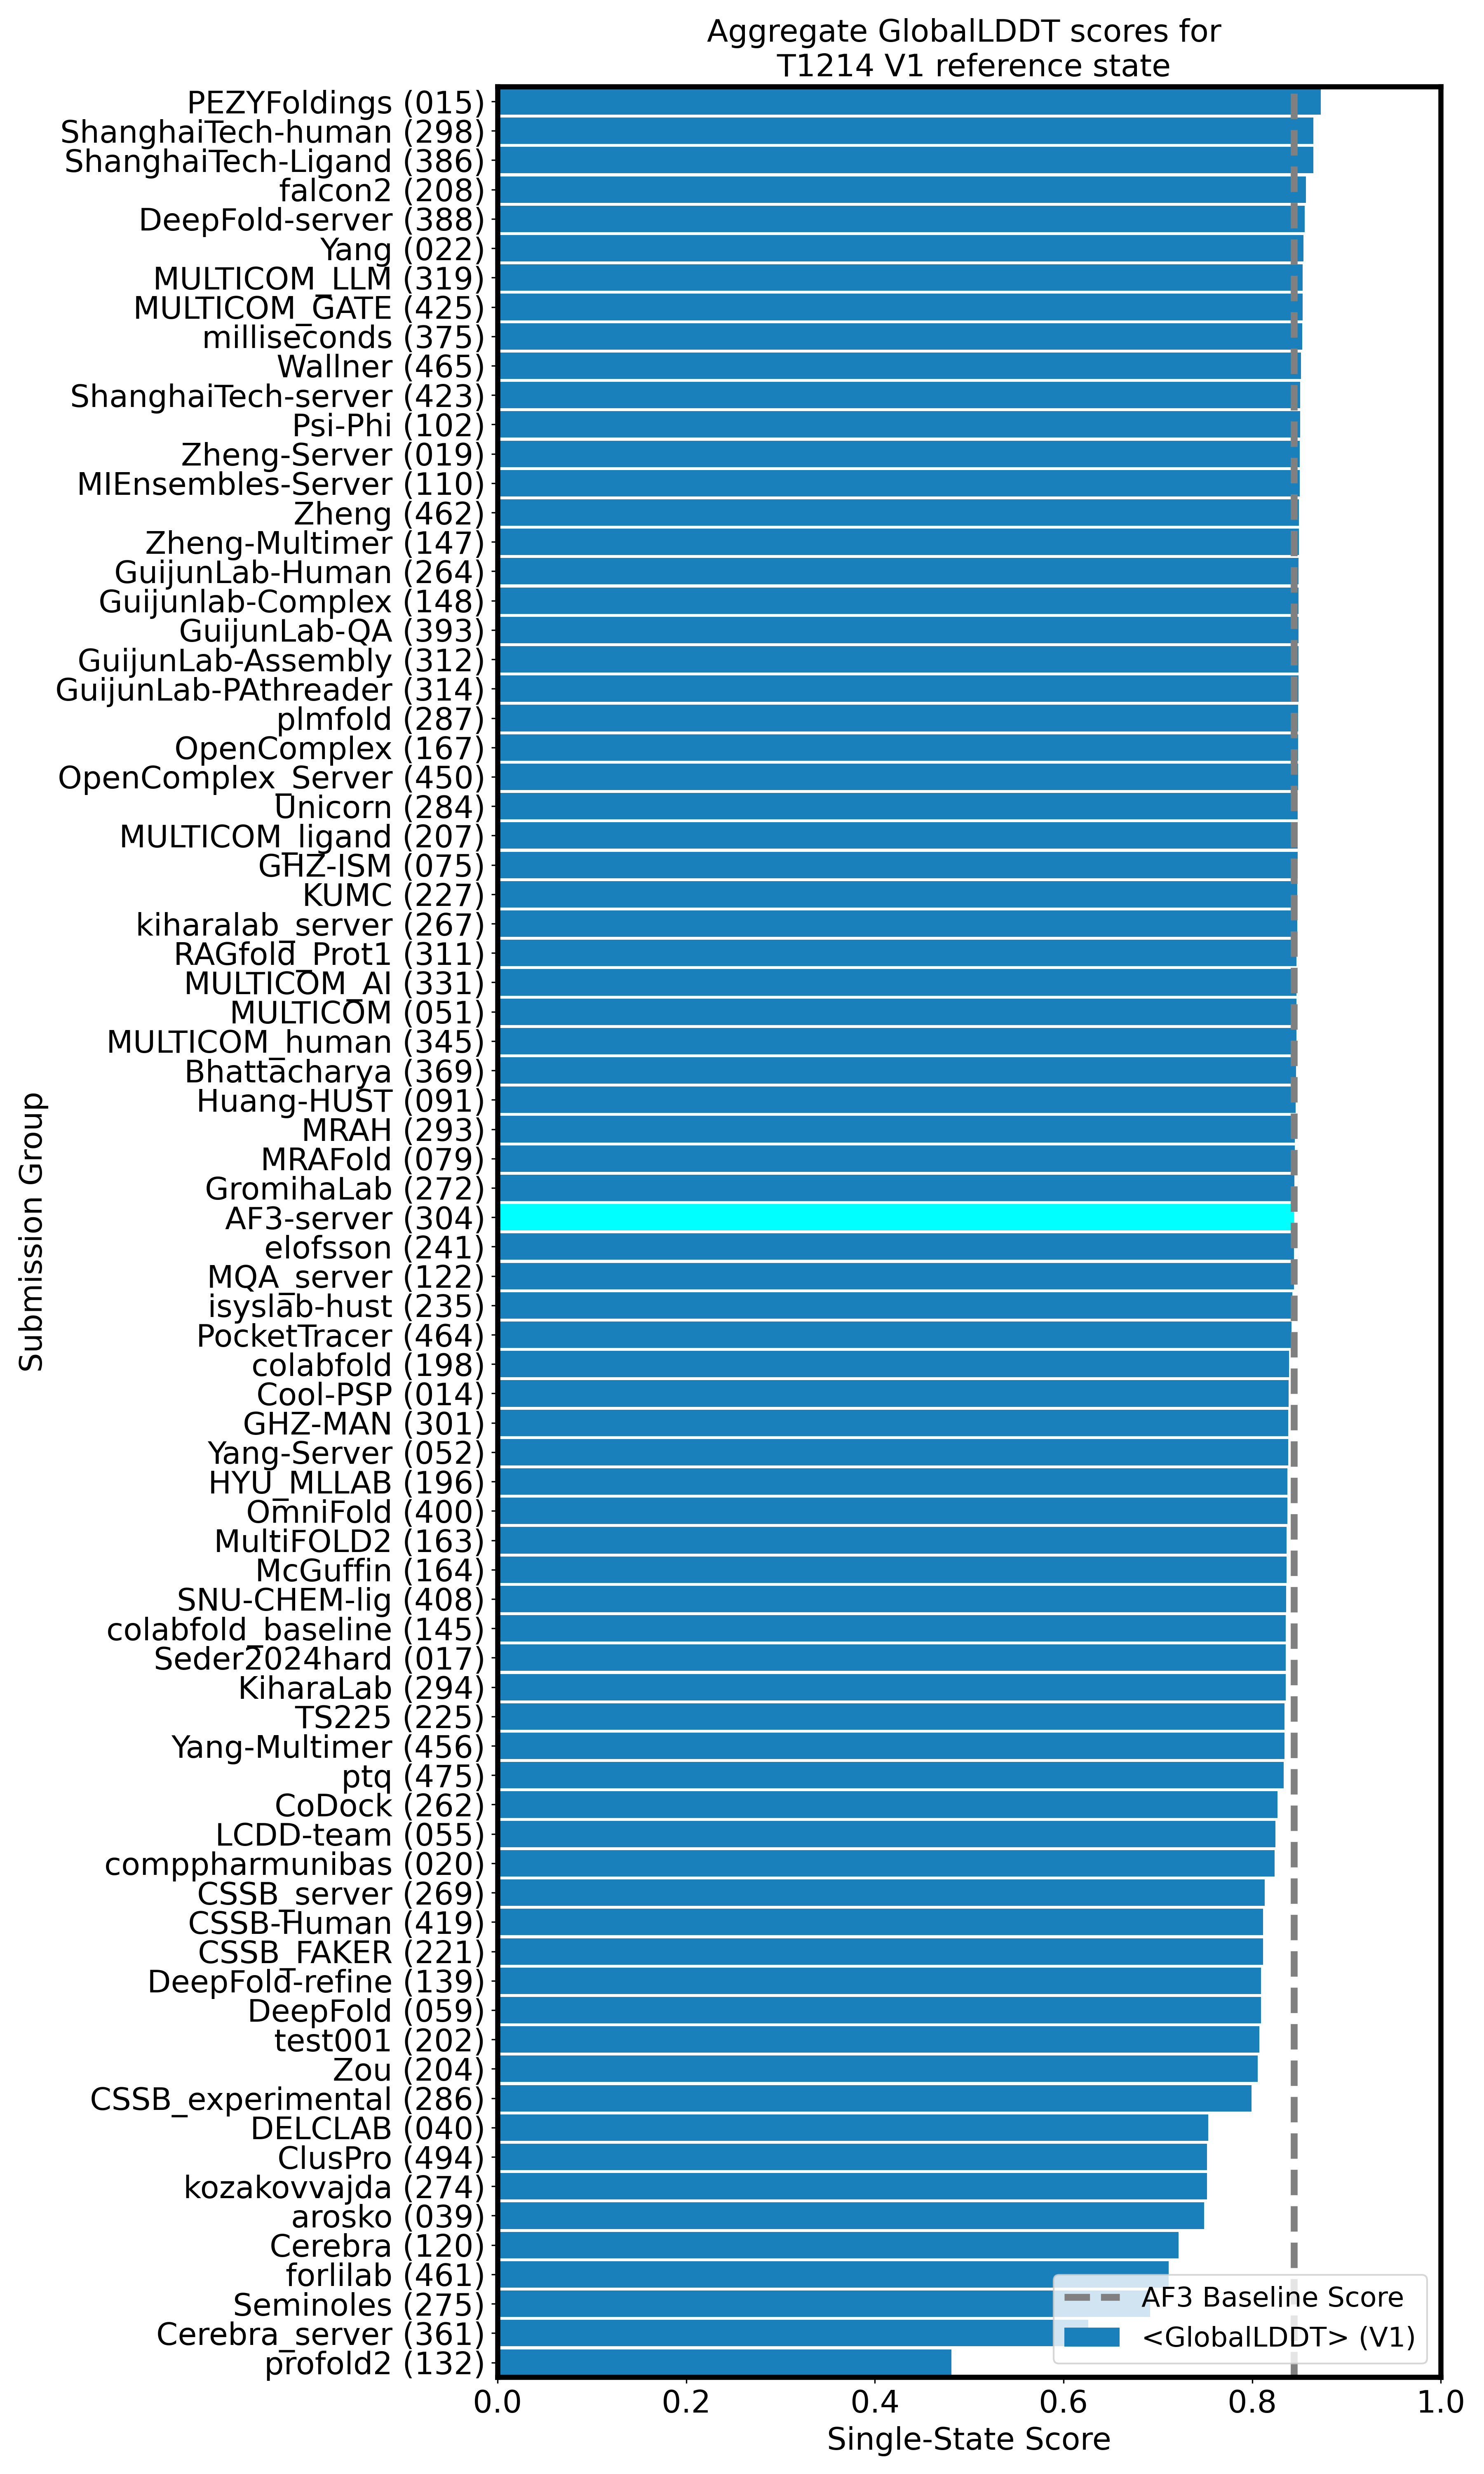 Aggregate GlobalLDDT scores for
T1214 V1 reference state
PEZYFoldings (015)
ShanghaiTech-human (298)
ShanghaiTech-Ligand (386)
falcon2 (208)
DeepFold-server (388)
Yang (022)
MULTICOM_LLM (319)
MULTICOM_GATE (425)
milliseconds (375)
Wallner (465)
ShanghaiTech-server (423)
Psi-Phi (102)
Zheng-Server (019)
MIEnsembles-Server (110)
Zheng (462)
Zheng-Multimer (147)
GuijunLab-Human (264)
Guijunlab-Complex (148)
GuijunLab-QA (393)
GuijunLab-Assembly (312)
GuijunLab-PAthreader (314)
plmfold (287)
OpenComplex (167)
OpenComplex_Server (450)
Unicorn (284)
MULTICOM_ligand (207)
GHZ-ISM (075)
KUMC (227)
kiharalab_server (267)
RAGfold_Prot1 (311)
MULTICOM_AI (331)
MULTICOM (051)
MULTICOM_human (345)
Bhattacharya (369)
Huang-HUST (091)
MRAH (293)
MRAFold (079)
GromihaLab (272)
AF3-server (304)
elofsson (241)
MQA_server (122)
isyslab-hust (235)
PocketTracer (464)
colabfold (198)
Cool-PSP (014)
GHZ-MAN (301)
Yang-Server (052)
HYU_MLLAB (196)
OmniFold (400)
MultiFOLD2 (163)
McGuffin (164)
SNU-CHEM-lig (408)
colabfold_baseline (145)
Seder2024hard (017)
KiharaLab (294)
TS225 (225)
Yang-Multimer (456)
ptq (475)
CoDock (262)
LCDD-team (055)
comppharmunibas (020)
CSSB_server (269)
CSSB-Human (419)
CSSB_FAKER (221)
DeepFold-refine (139)
DeepFold (059)
test001 (202)
Zou (204)
CSSB_experimental (286)
DELCLAB (040)
ClusPro (494)
kozakovvajda (274)
arosko (039)
Cerebra (120)
forlilab (461)
Seminoles (275)
Cerebra_server (361)
profold2 (132)
Submission Group
AF3 Baseline Score
<GlobalLDDT> (V1)
0.0 0.2 0.4 0.6 0.8 1.0
Single-State Score